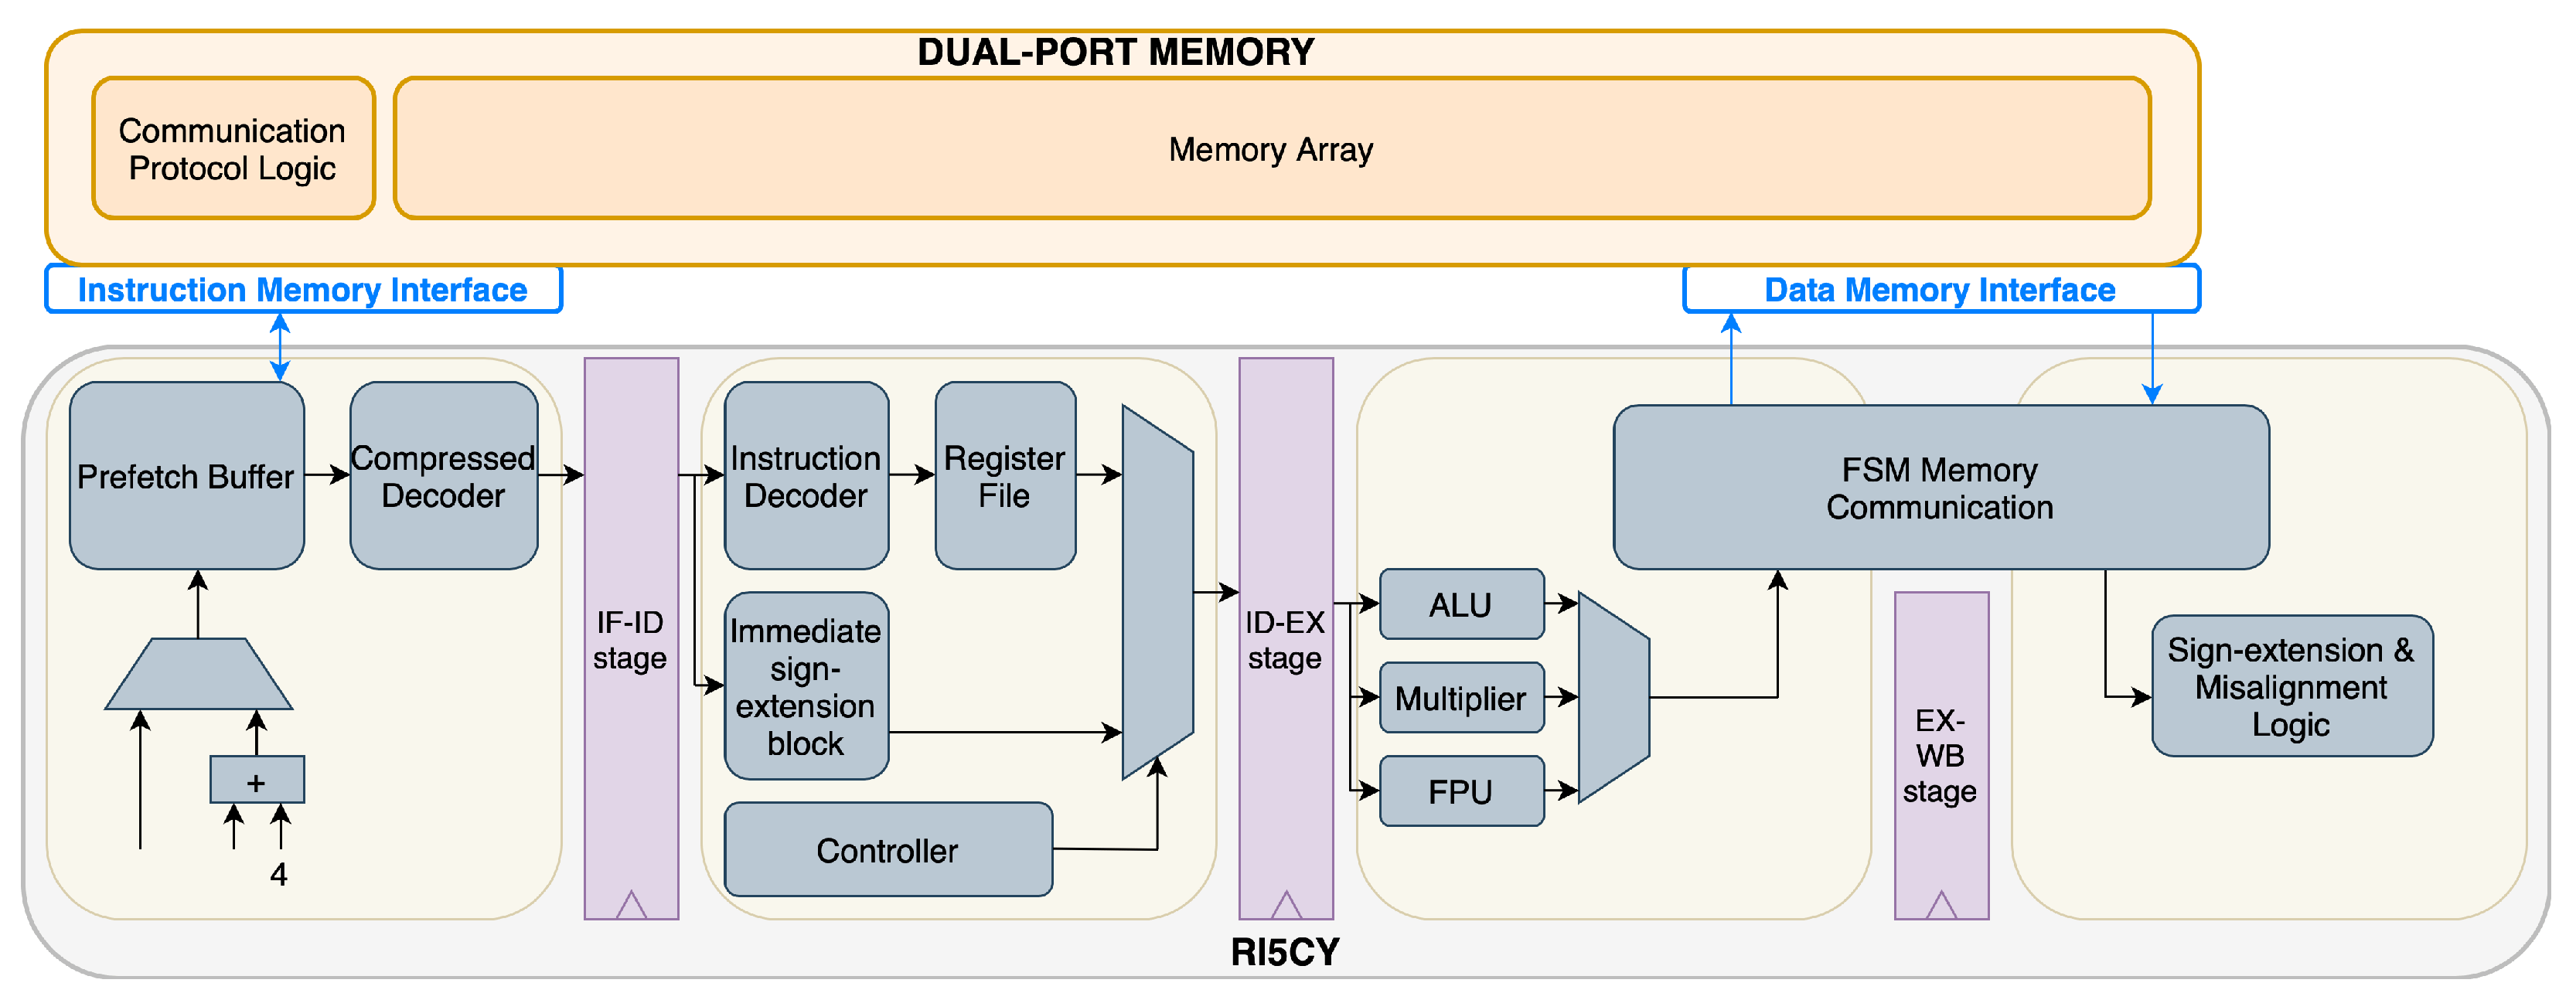 DUAL-PORT MEMORY
Communication
Protocol Logic
Memory Array
Instruction Memory Interface
Data Memory Interface
Prefetch Buffer
Compressed
Decoder
+
4
IF-ID
stage
Instruction
Decoder
Register
File
Immediate
sign-
extension
block
Controller
ID-EX
stage
ALU
Multiplier
FPU
FSM Memory
Communication
EX-
WB
stage
Sign-extension &
Misalignment
Logic
RI5CY